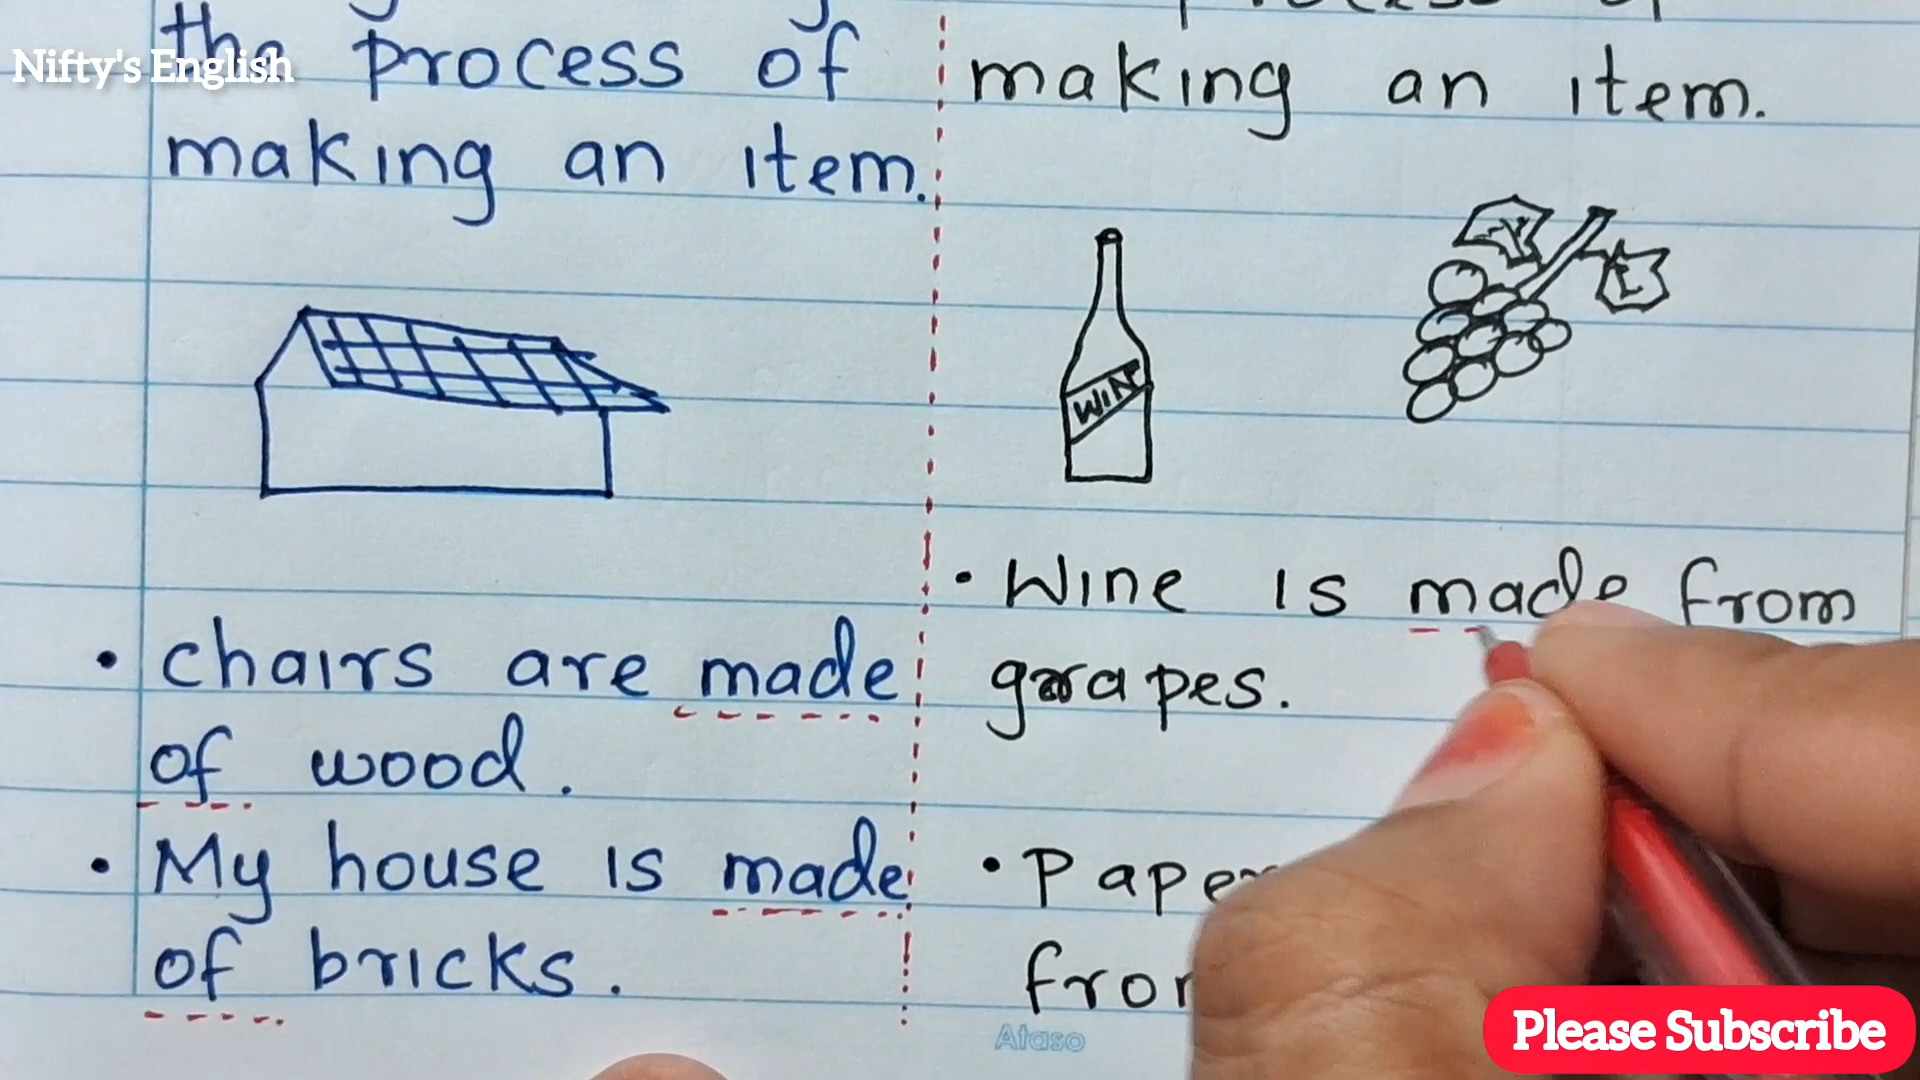 Nifty's English
the process of
making an item.
making an item.
WINE
• chairs are made
of wood.
• My house is made
of bricks.
• Wine is made from
grapes.
• Paper
from
Ataso
Please Subscribe